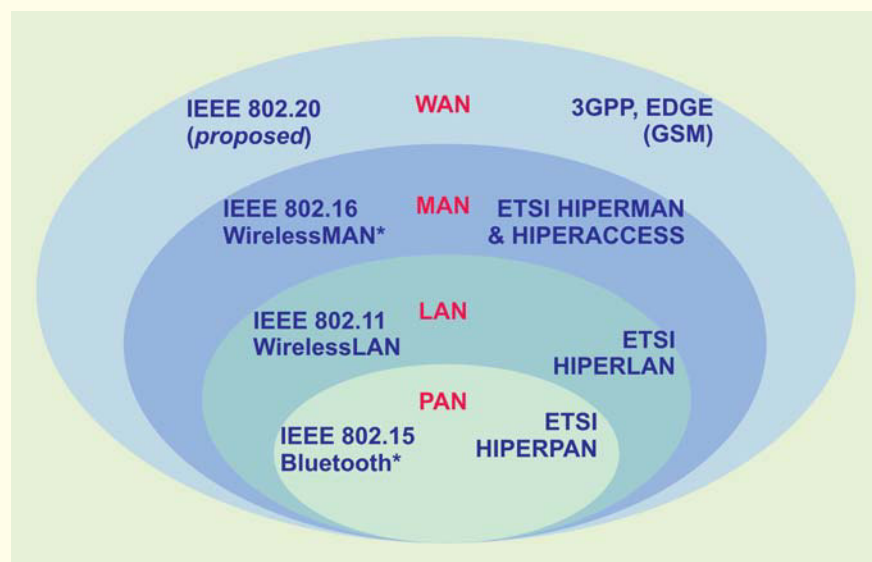 IEEE 802.20
(proposed)
WAN
3GPP, EDGE
(GSM)
IEEE 802.16
WirelessMAN*
MAN
ETSI HIPERMAN
& HIPERACCESS
IEEE 802.11
WirelessLAN
LAN
ETSI
HIPERLAN
IEEE 802.15
Bluetooth*
PAN
ETSI
HIPERPAN